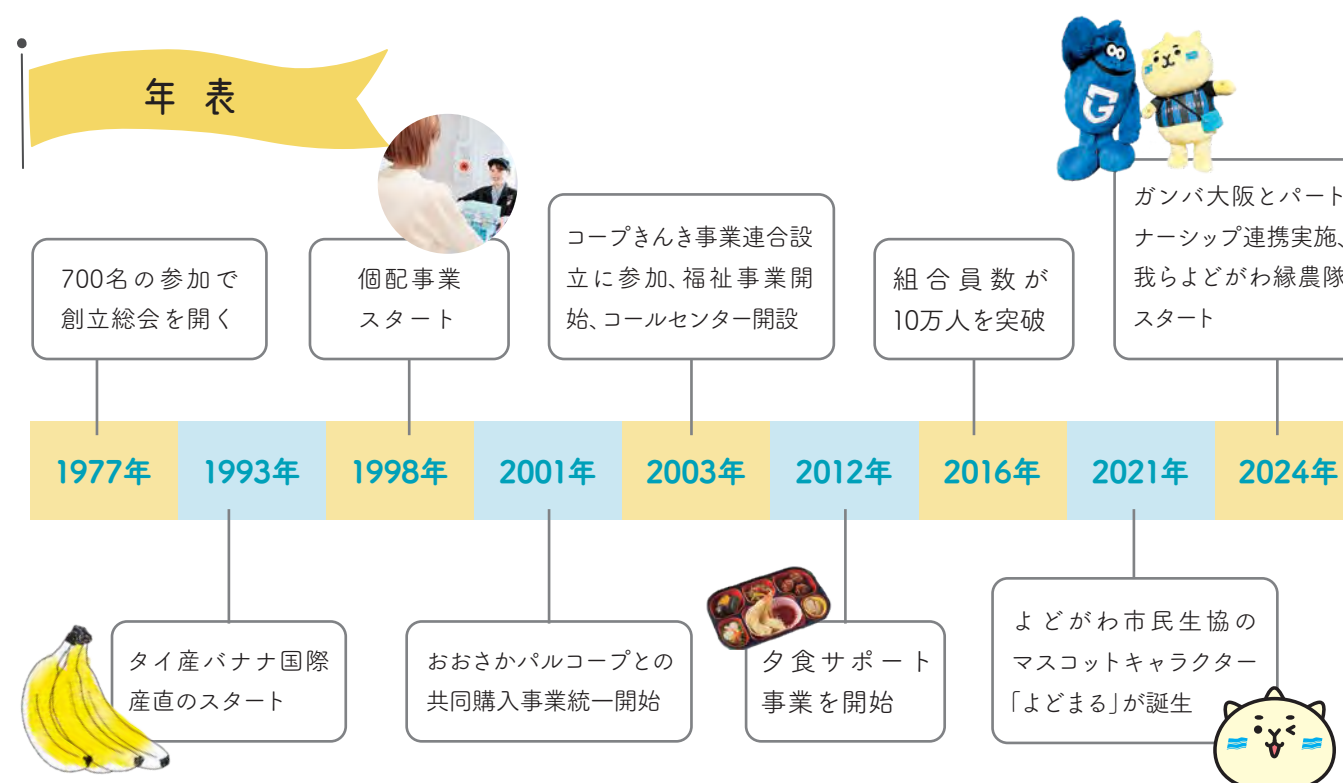 年表
700名の参加で
創立総会を開く
個配事業
スタート
コープきんき事業連合設
立に参加、福祉事業開
始、コールセンター開設
組合員数が
10万人を突破
ガンバ大阪とパート
ナーシップ連携実施、
我らよどがわ縁農隊
スタート
1977年
1993年
1998年
2001年
2003年
2012年
2016年
2021年
2024年
タイ産バナナ国際
産直のスタート
おおさかパルコープとの
共同購入事業統一開始
夕食サポート
事業を開始
よどがわ市民生協の
マスコットキャラクター
「よどまる」が誕生